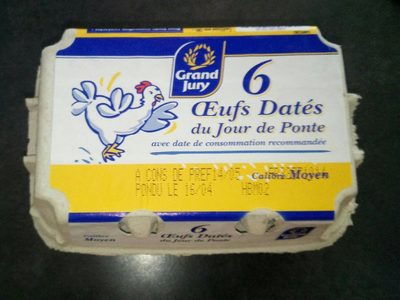 Grand
Jury
6
Œufs Datés
du Jour de Ponte
avec date de consommation recommandée
Calibre Moyen
A CONS DE PREF 14/05
PONDU LE 16/04 HBM02
Calibre
Moyen
6
Œufs Datés
du Jour de Ponte